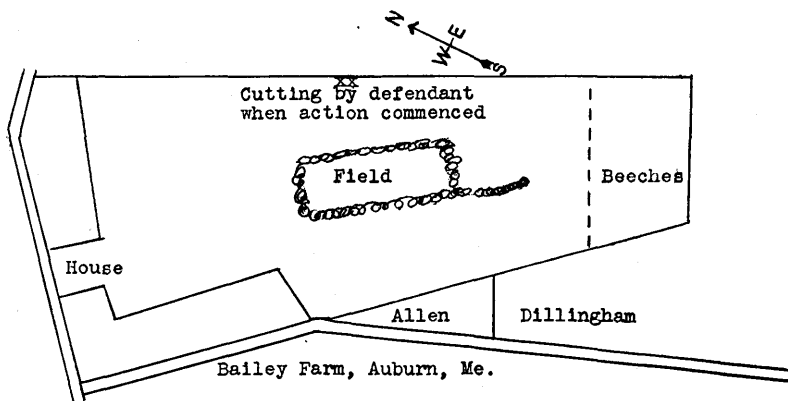 N
E
W
S
xx
Cutting by defendant
when action commenced
Field
Beeches
House
Allen
Dillingham
Bailey Farm, Auburn, Me.